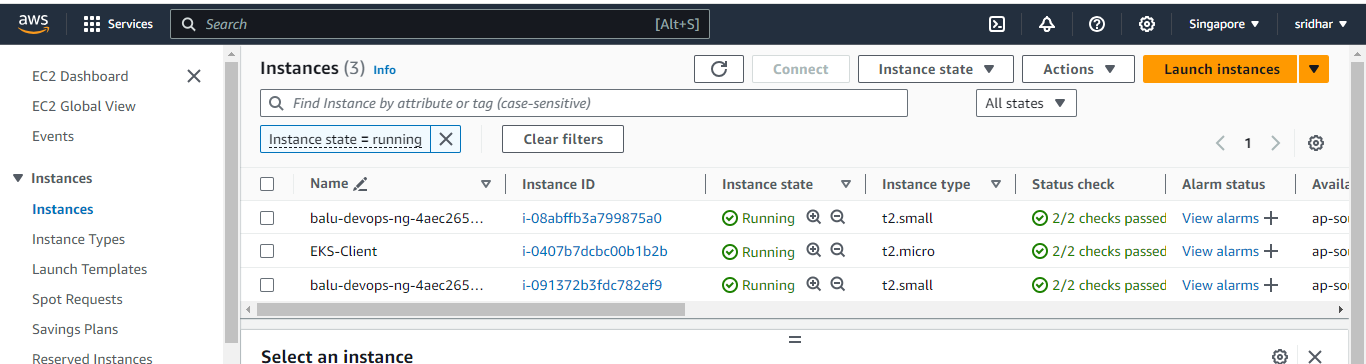 aws Services Search [Alt+S] Singapore sridhar
EC2 Dashboard
EC2 Global View
Events
Instances
Instances
Instance Types
Launch Templates
Spot Requests
Savings Plans
Reserved Instances
Instances (3) Info Connect Instance state Actions Launch instances
Find Instance by attribute or tag (case-sensitive) All states
Instance state = running Clear filters 1
Name Instance ID Instance state Instance type Status check Alarm status Availa
balu-devops-ng-4aec265... i-08abffb3a799875a0 Running t2.small 2/2 checks passed View alarms + ap-sou
EKS-Client i-0407b7dcbc00b1b2b Running t2.micro 2/2 checks passed View alarms + ap-sou
balu-devops-ng-4aec265... i-091372b3fdc782ef9 Running t2.small 2/2 checks passed View alarms + ap-sou
Select an instance